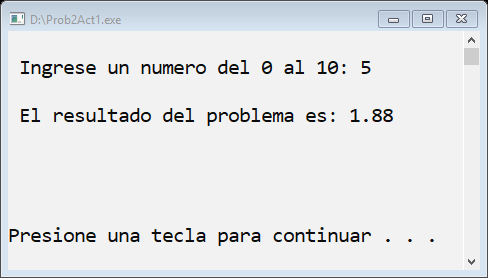 D:\Prob2Act1.exe
Ingrese un numero del 0 al 10: 5
El resultado del problema es: 1.88
Presione una tecla para continuar . . .